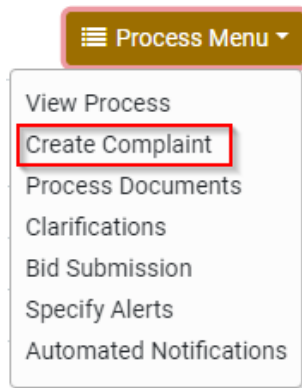 Process Menu
View Process
Create Complaint
Process Documents
Clarifications
Bid Submission
Specify Alerts
Automated Notifications